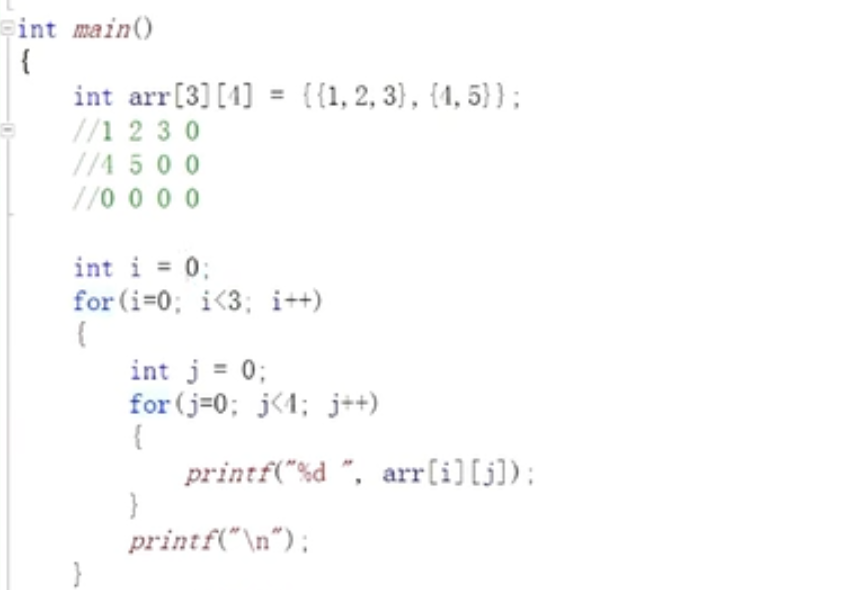 int main()
{
int arr[3][4] = {{1,2,3},{4,5}};
//1 2 3 0
//4 5 0 0
//0 0 0 0
int i = 0;
for(i=0; i<3; i++)
{
int j = 0;
for(j=0; j<4; j++)
{
printf("%d ", arr[i][j]);
}
printf("\n");
}